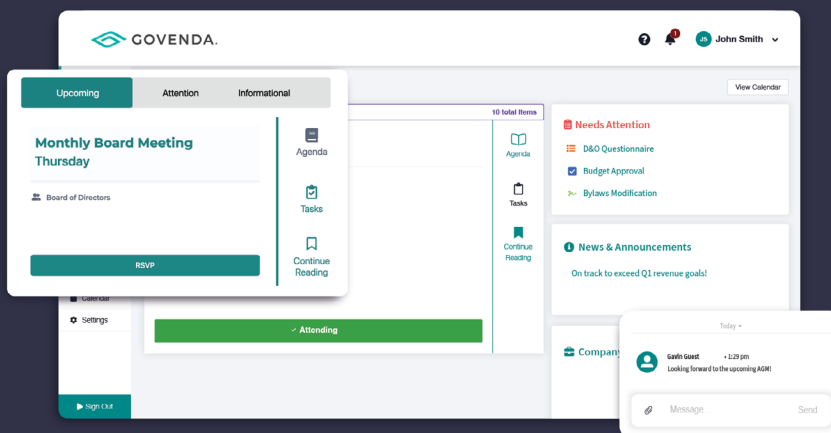 GOVENDA.
1
JS
John Smith
View Calendar
Upcoming
Attention
Informational
Monthly Board Meeting
Thursday
Board of Directors
RSVP
Agenda
Tasks
Continue
Reading
10 total Items
Agenda
Tasks
Continue
Reading
Attending
Calendar
Settings
Sign Out
Needs Attention
D&O Questionnaire
Budget Approval
Bylaws Modification
News & Announcements
On track to exceed Q1 revenue goals!
Company
Today
Gavin Guest • 1:29 pm
Looking forward to the upcoming AGM!
Message
Send